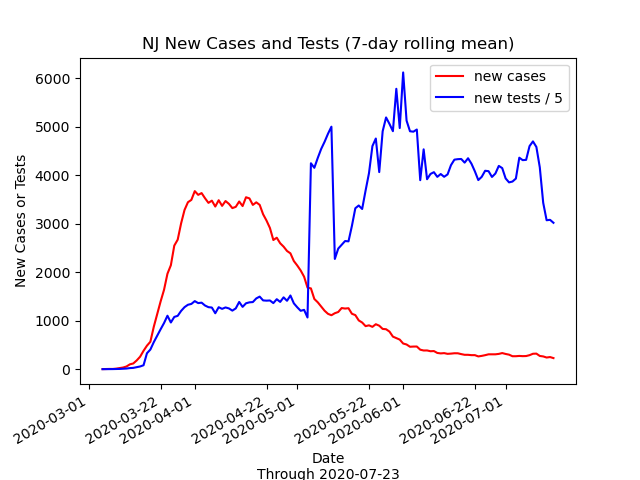 NJ New Cases and Tests (7-day rolling mean)
new cases
new tests / 5
New Cases or Tests
6000
5000
4000
3000
2000
1000
0
2020-03-01
2020-03-22
2020-04-01
2020-04-22
2020-05-01
2020-05-22
2020-06-01
2020-06-22
2020-07-01
Date
Through 2020-07-23